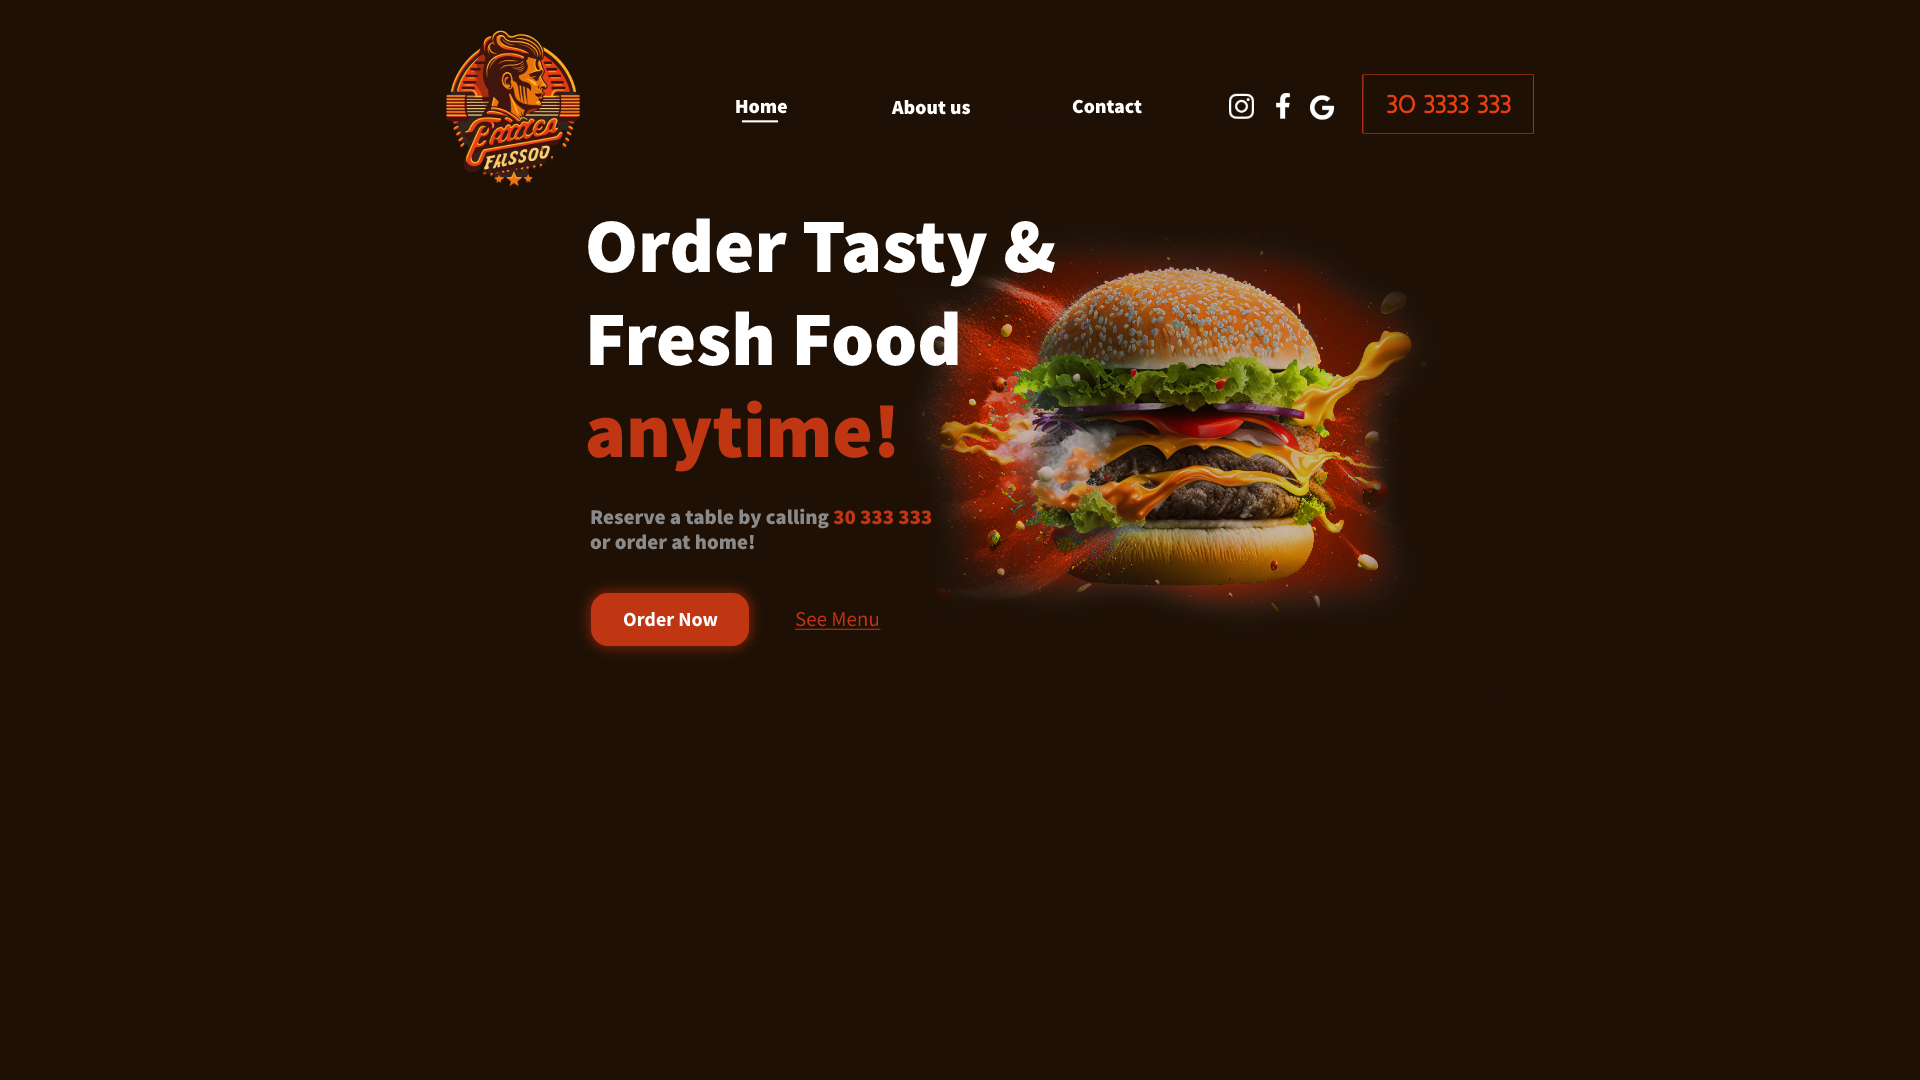 Home
About us
Contact
30 3333 333
FALSSOO.
Order Tasty &
Fresh Food
anytime!
Reserve a table by calling 30 333 333
or order at home!
Order Now
See Menu